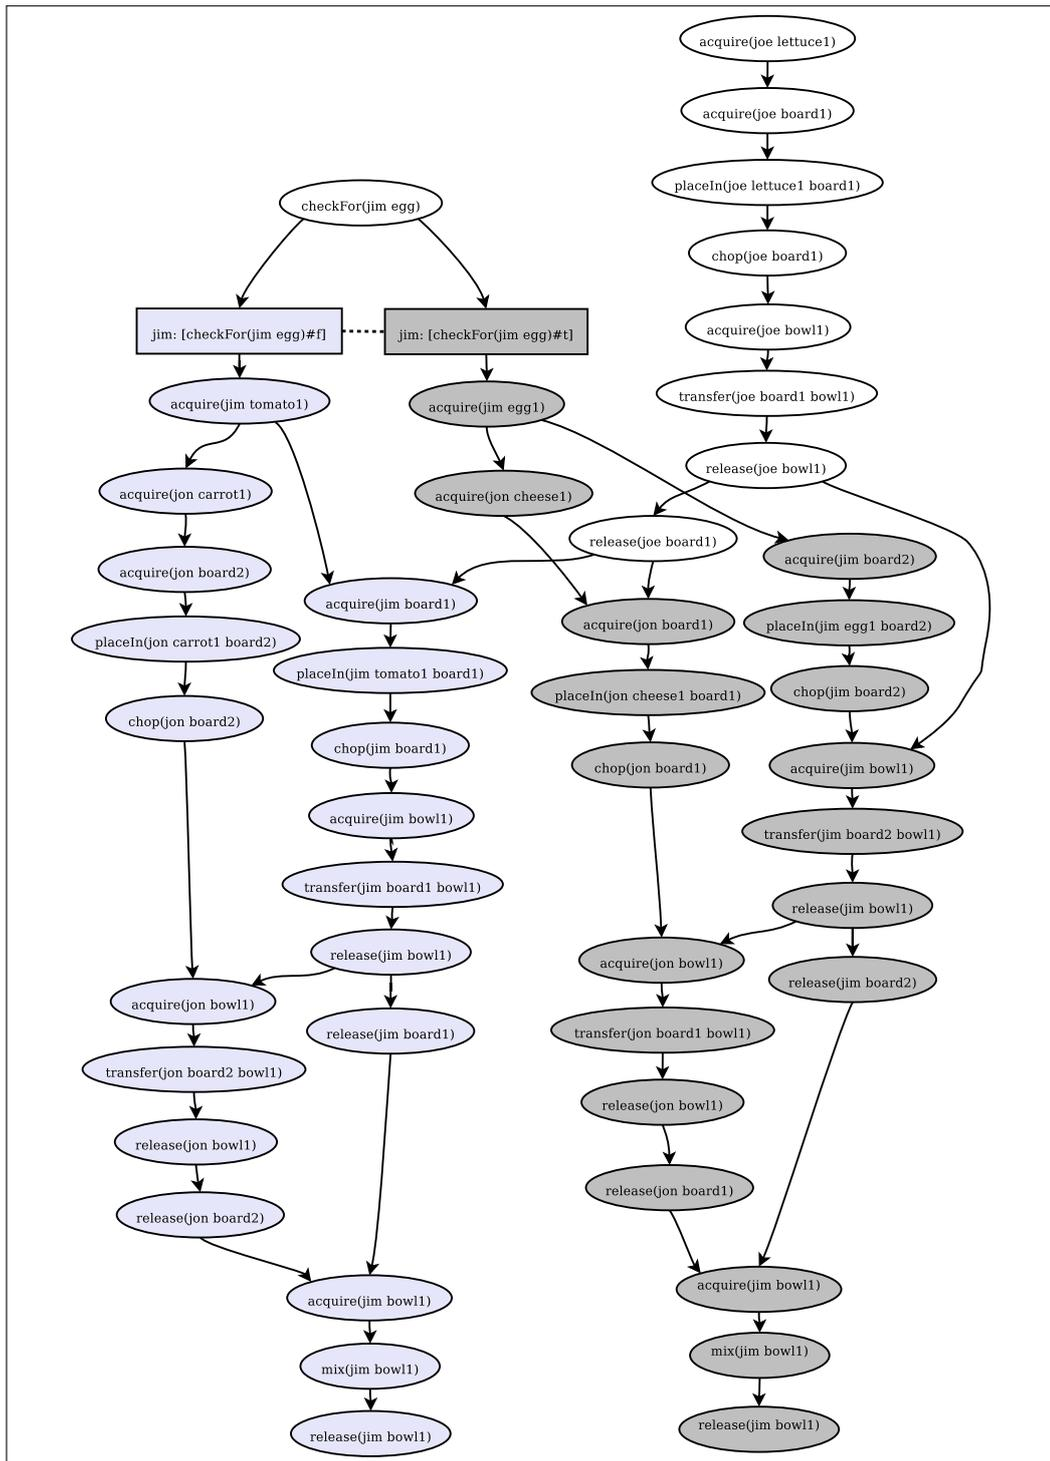 acquire(joe lettuce1)
acquire(joe board1)
placeIn(joe lettuce1 board1)
checkFor(jim egg)
chop(joe board1)
acquire(joe bowl1)
jim: [checkFor(jim egg)#f]
jim: [checkFor(jim egg)#t]
transfer(joe board1 bowl1)
acquire(jim tomato1)
acquire(jim egg1)
release(joe bowl1)
acquire(jon carrot1)
acquire(jon cheese1)
release(joe board1)
acquire(jim board2)
acquire(jon board2)
acquire(jim board1)
acquire(jon board1)
placeIn(jim egg1 board2)
placeIn(jon carrot1 board2)
placeIn(jim tomato1 board1)
placeIn(jon cheese1 board1)
chop(jim board2)
chop(jon board2)
chop(jim board1)
chop(jon board1)
acquire(jim bowl1)
acquire(jim bowl1)
transfer(jim board2 bowl1)
transfer(jim board1 bowl1)
release(jim bowl1)
release(jim bowl1)
acquire(jon bowl1)
release(jim board2)
acquire(jon bowl1)
release(jim board1)
transfer(jon board1 bowl1)
transfer(jon board2 bowl1)
release(jon bowl1)
release(jon bowl1)
release(jon board1)
release(jon board2)
acquire(jim bowl1)
acquire(jim bowl1)
mix(jim bowl1)
mix(jim bowl1)
release(jim bowl1)
release(jim bowl1)